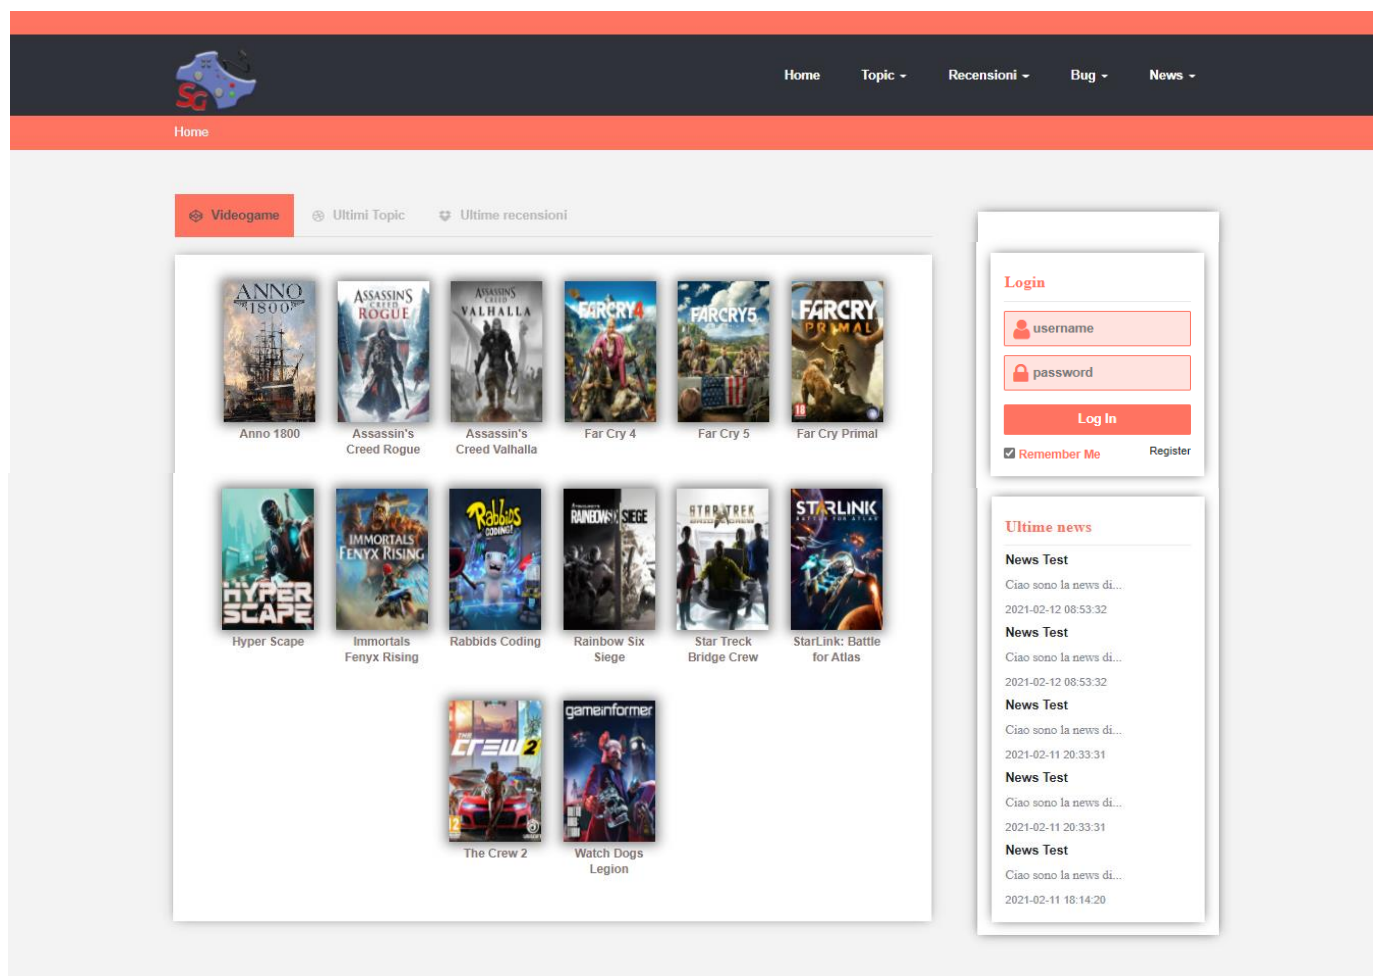 SG
Home
Topic
Recensioni
Bug
News
Home
Videogame
Ultimi Topic
Ultime recensioni
ANNO
1800
ASSASSIN'S
CREED
ROGUE
ASSASSIN'S
CREED
VALHALLA
FARCRY4
FARCRY5
FARCRY
PRIMAL
18
Anno 1800
Assassin's
Creed Rogue
Assassin's
Creed Valhalla
Far Cry 4
Far Cry 5
Far Cry Primal
HYPER
SCAPE
IMMORTALS
FENYX RISING
Rabbids
CODING!
RAINBOW SIX SIEGE
STAR TREK
BRIDGE CREW
STARLINK
BATTLE FOR ATLAS
Hyper Scape
Immortals
Fenyx Rising
Rabbids Coding
Rainbow Six
Siege
Star Treck
Bridge Crew
StarLink: Battle
for Atlas
THE
CREW 2
12
gameinformer
The Crew 2
Watch Dogs
Legion
Login
username
password
Log In
Remember Me
Register
Ultime news
News Test
Ciao sono la news di...
2021-02-12 08:53:32
News Test
Ciao sono la news di...
2021-02-12 08:53:32
News Test
Ciao sono la news di...
2021-02-11 20:33:31
News Test
Ciao sono la news di...
2021-02-11 20:33:31
News Test
Ciao sono la news di...
2021-02-11 18:14:20